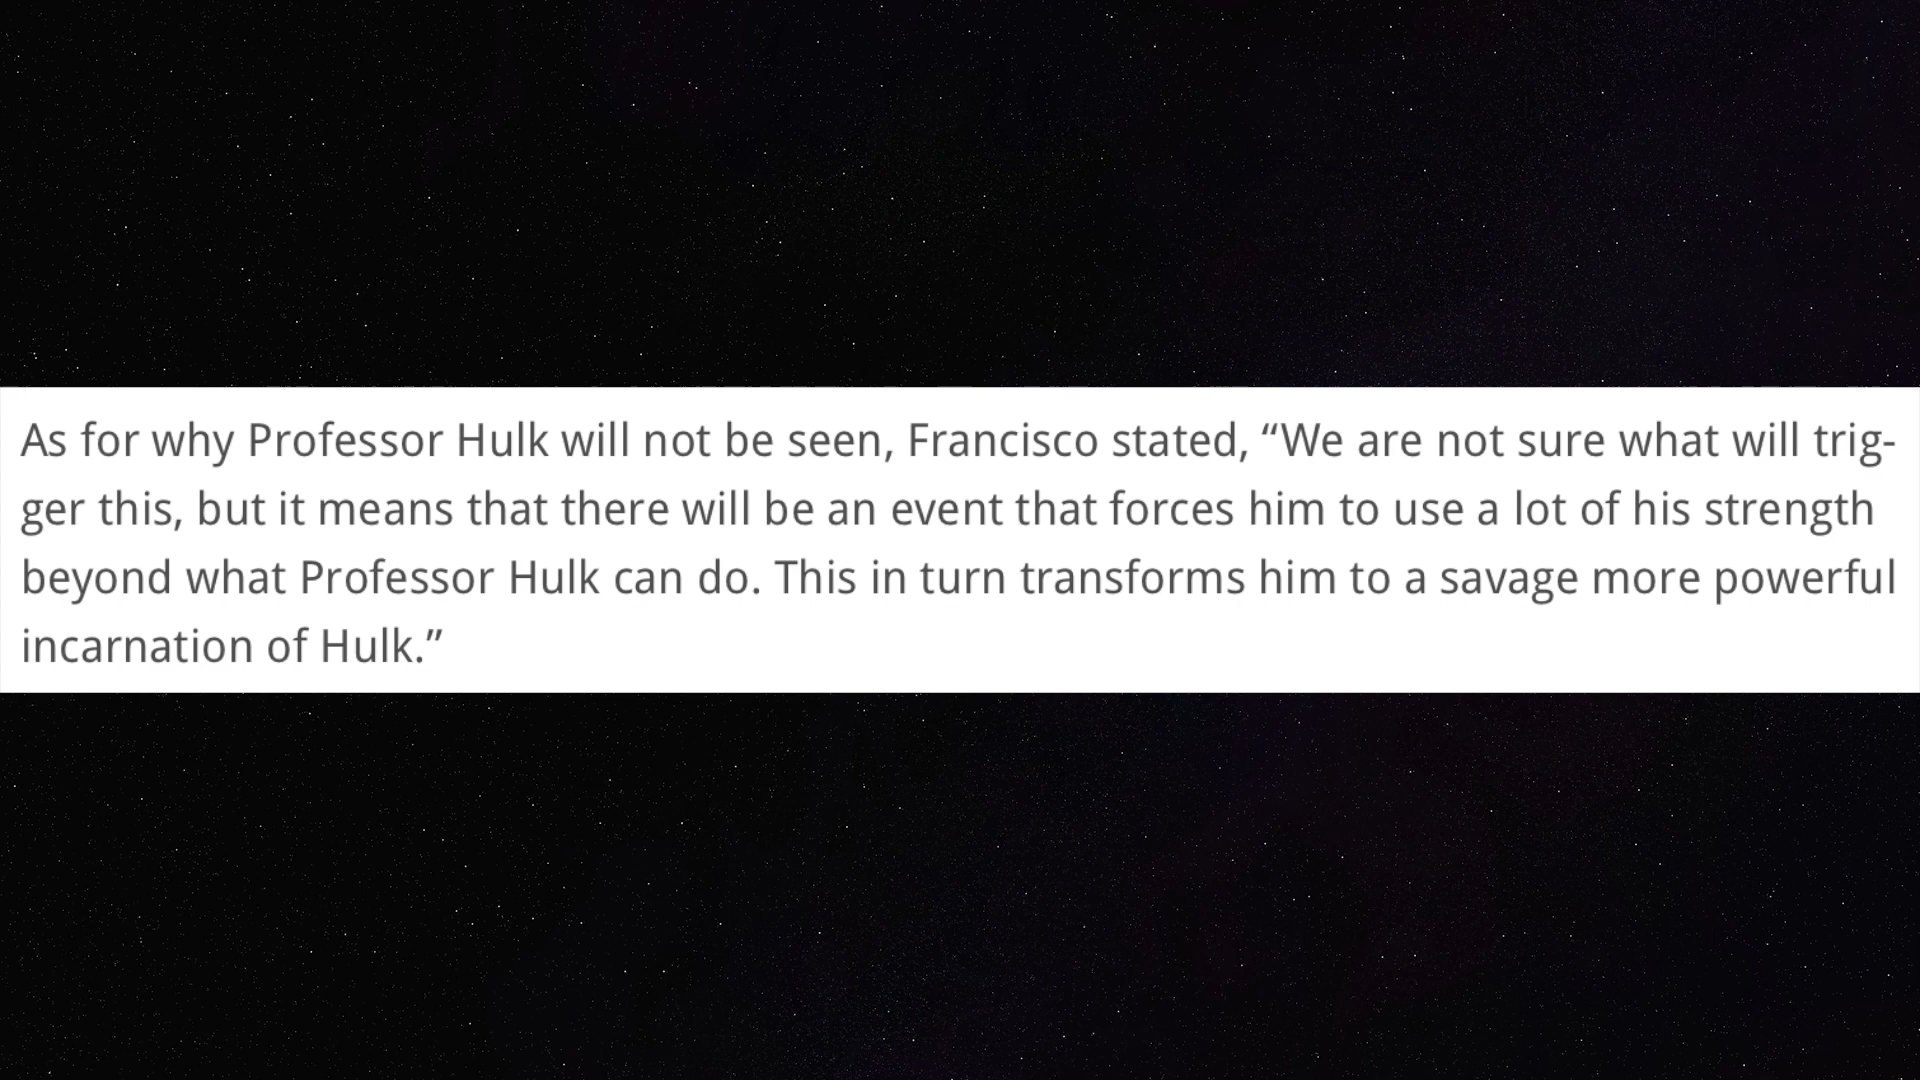 As for why Professor Hulk will not be seen, Francisco stated, “We are not sure what will trig-
ger this, but it means that there will be an event that forces him to use a lot of his strength
beyond what Professor Hulk can do. This in turn transforms him to a savage more powerful
incarnation of Hulk.”